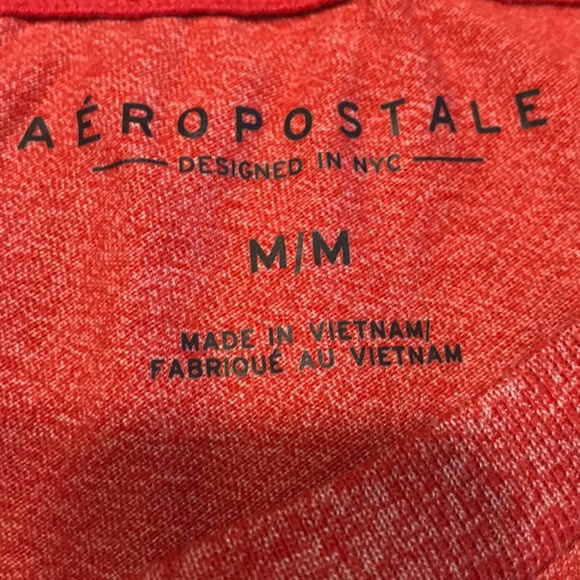 AÉROPOSTALE
DESIGNED IN NYC
M/M
MADE IN VIETNAM/
FABRIQUÉ AU VIETNAM